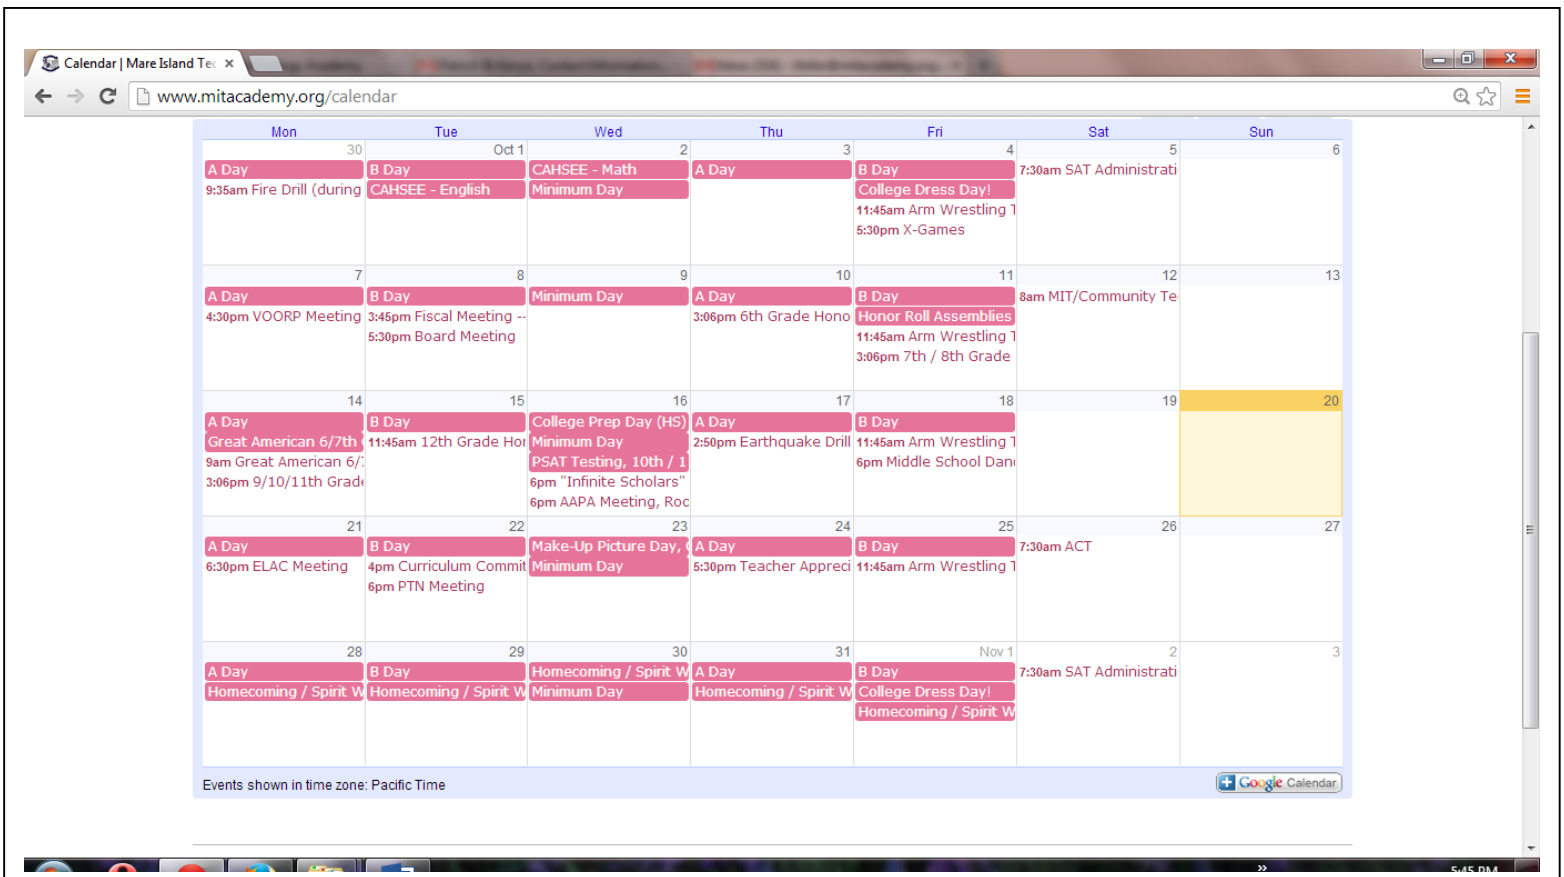 Calendar | Mare Island Tec
www.mitacademy.org/calendar
Mon Tue Wed Thu Fri Sat Sun
30 Oct 1 2 3 4 5 6
A Day B Day CAHSEE - Math A Day B Day 7:30am SAT Administrati
9:35am Fire Drill (during CAHSEE - English Minimum Day College Dress Day!
11:45am Arm Wrestling T
5:30pm X-Games
7 8 9 10 11 12 13
A Day B Day Minimum Day A Day B Day 8am MIT/Community Te
4:30pm VOORP Meeting 3:45pm Fiscal Meeting -- 3:06pm 6th Grade Hono Honor Roll Assemblies
5:30pm Board Meeting 11:45am Arm Wrestling T
3:06pm 7th / 8th Grade
14 15 16 17 18 19 20
A Day B Day College Prep Day (HS) A Day B Day
Great American 6/7th 11:45am 12th Grade Hor Minimum Day 2:50pm Earthquake Drill 11:45am Arm Wrestling T
9am Great American 6/7 PSAT Testing, 10th / 1 6pm Middle School Dan
3:06pm 9/10/11th Grade 6pm "Infinite Scholars"
6pm AAPA Meeting, Roo
21 22 23 24 25 26 27
A Day B Day Make-Up Picture Day, A Day B Day 7:30am ACT
6:30pm ELAC Meeting 4pm Curriculum Commit Minimum Day 5:30pm Teacher Appreci 11:45am Arm Wrestling T
6pm PTN Meeting
28 29 30 31 Nov 1 2 3
A Day B Day Homecoming / Spirit W A Day B Day 7:30am SAT Administrati
Homecoming / Spirit W Homecoming / Spirit W Minimum Day Homecoming / Spirit W College Dress Day!
Homecoming / Spirit W
Events shown in time zone: Pacific Time
Google Calendar
5:45 PM